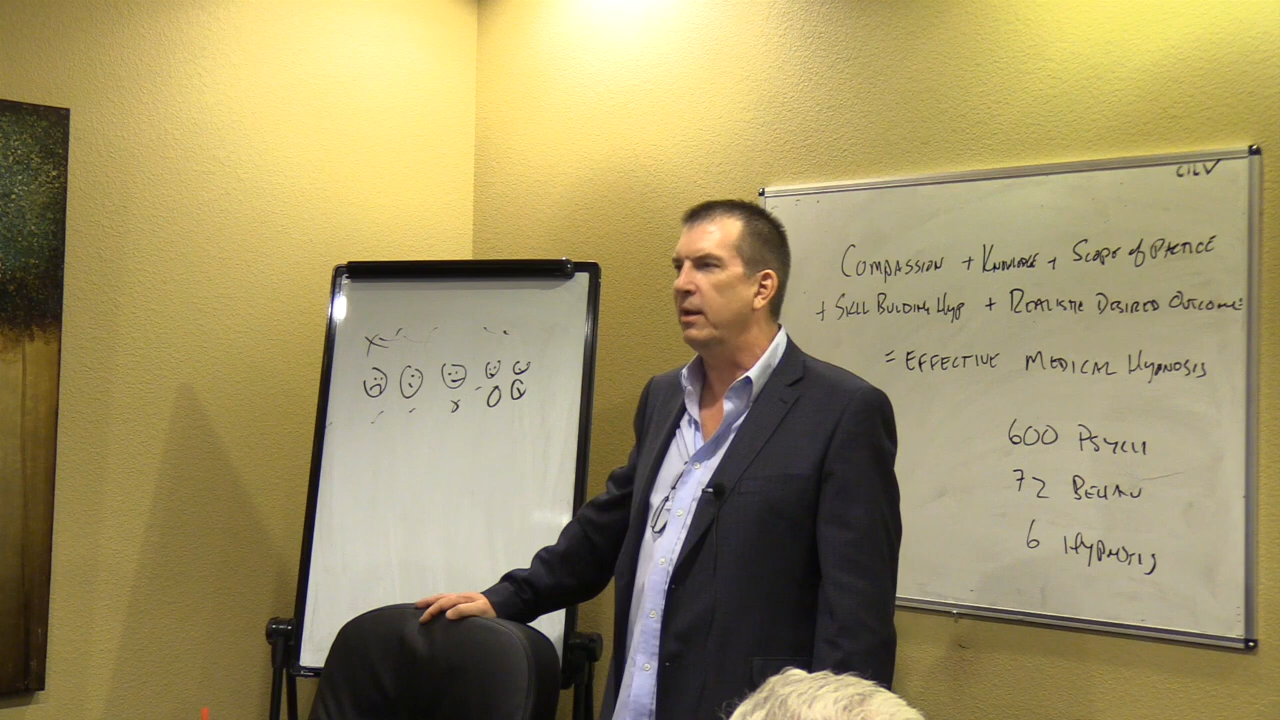 CILV
COMPASSION + KNOWLEDGE + SCOPE of PRACTICE
+ SKILL BUILDING HYP + REALISTIC DESIRED OUTCOME
= EFFECTIVE MEDICAL HYPNOSIS
600 PSYCH
72 BEHAV
6 HYPNOSIS